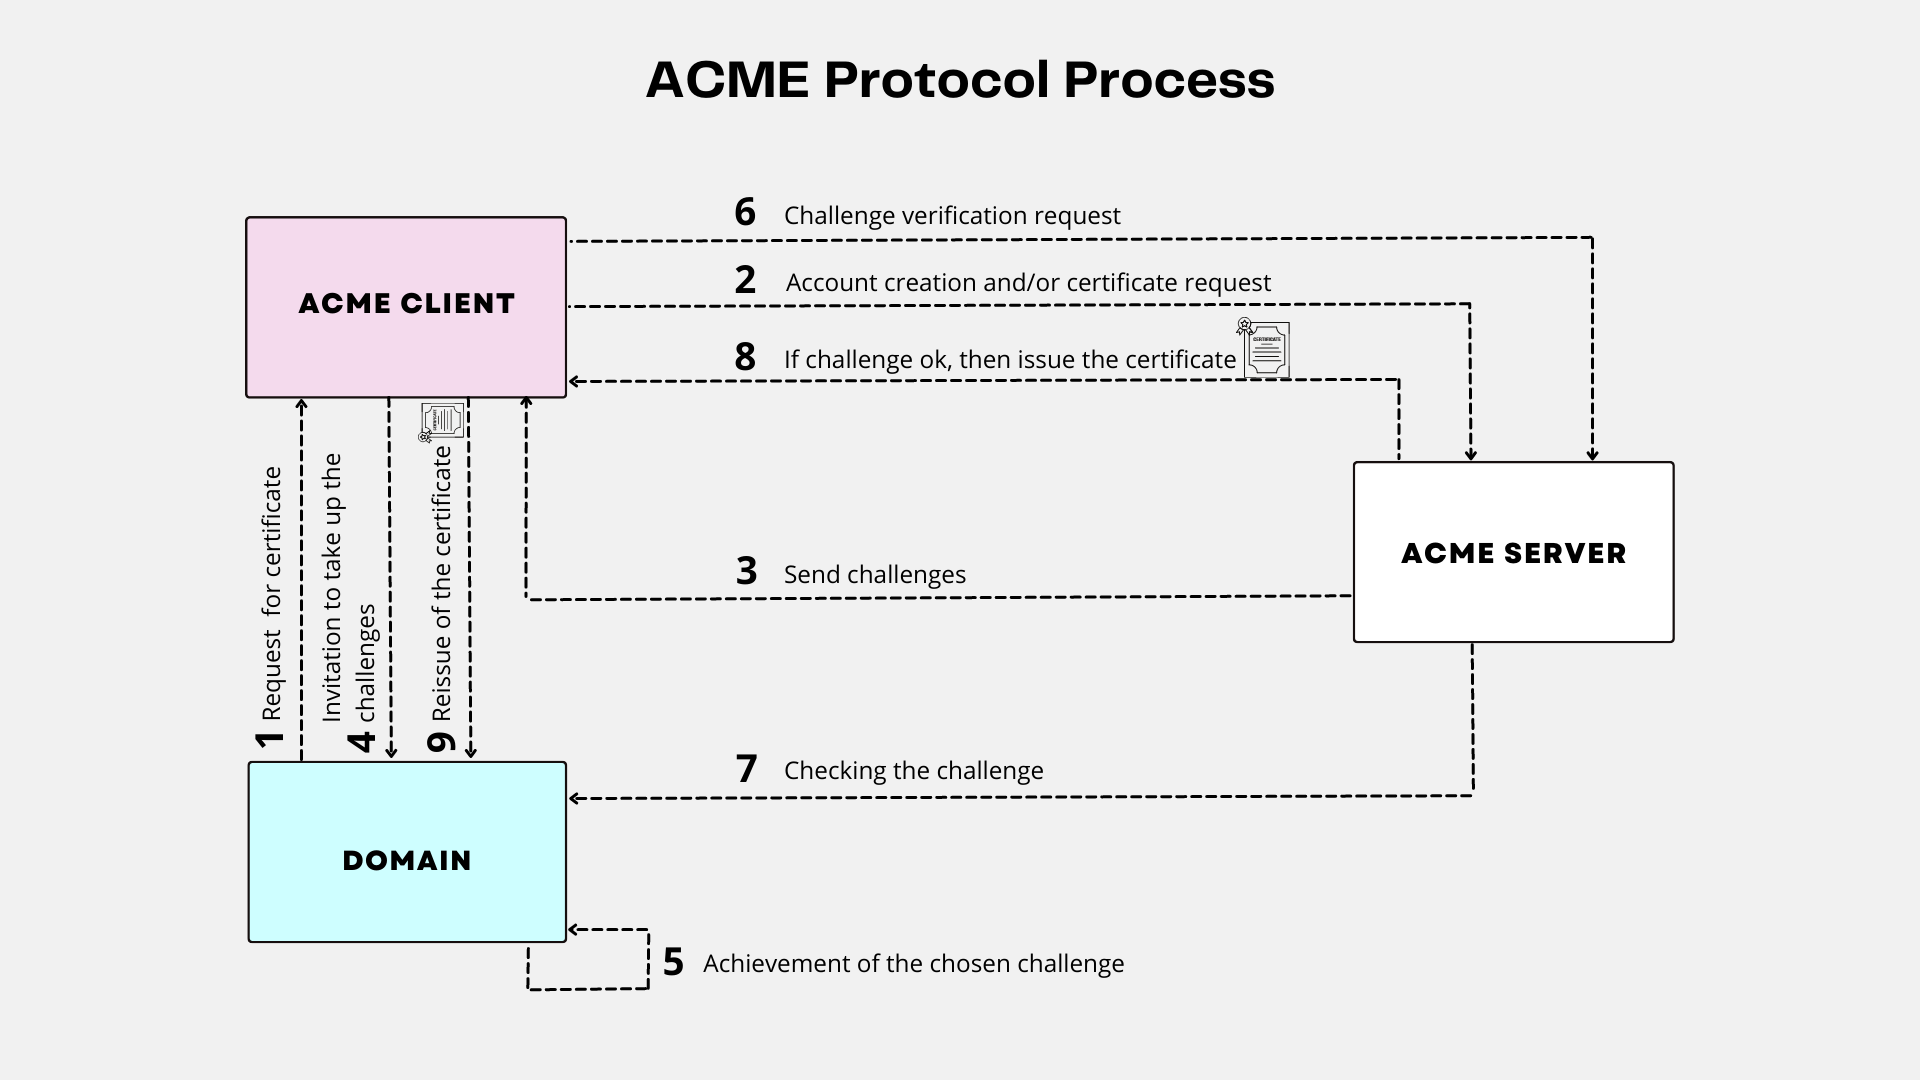 ACME Protocol Process
6 Challenge verification request
2 Account creation and/or certificate request
8 If challenge ok, then issue the certificate
CERTIFICATE
ACME CLIENT
CERTIFICATE
1 Request for certificate
Invitation to take up the
4 challenges
9 Reissue of the certificate
3 Send challenges
ACME SERVER
7 Checking the challenge
DOMAIN
5 Achievement of the chosen challenge